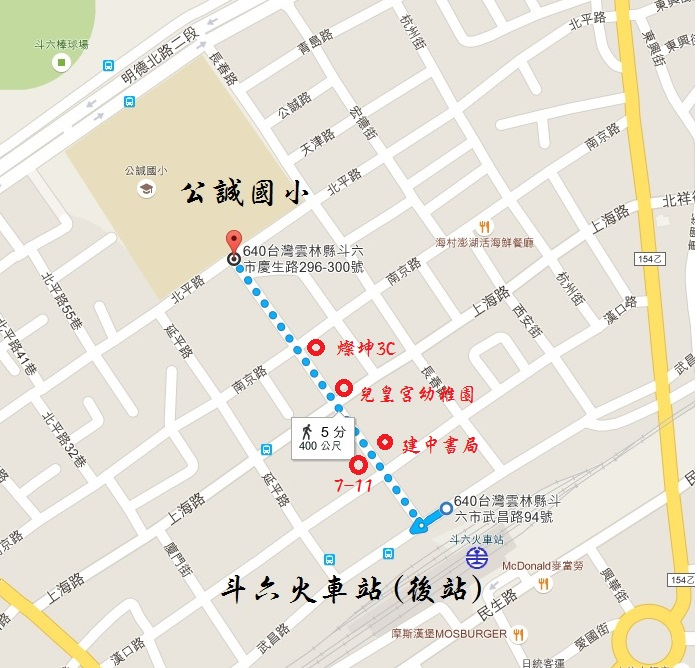 斗六棒球場
明德北路二段
長春路
青島路
杭州街
北平路
東興街
公誠路
宏德街
天津路
南京路
公誠國小
公誠國小
北平路
海村澎湖活海鮮餐廳
上海路
154乙
640台灣雲林縣斗六
市慶生路296-300號
北平路
北平路55巷
延平路
南京路
上海路
杭州街
西安街
漢口路
燦坤3C
南京路
長春路
武昌
兒皇宮幼稚園
5 分
400 公尺
建中書局
7-11
北平路32巷
延平路
上海路
640台灣雲林縣斗
六市武昌路94號
斗六火車站
廈門街
McDonald麥當勞
154乙
斗六火車站(後站)
上海路
民生路
興華街
漢口路
武昌路
摩斯漢堡MOSBURGER
愛國街
日統客運